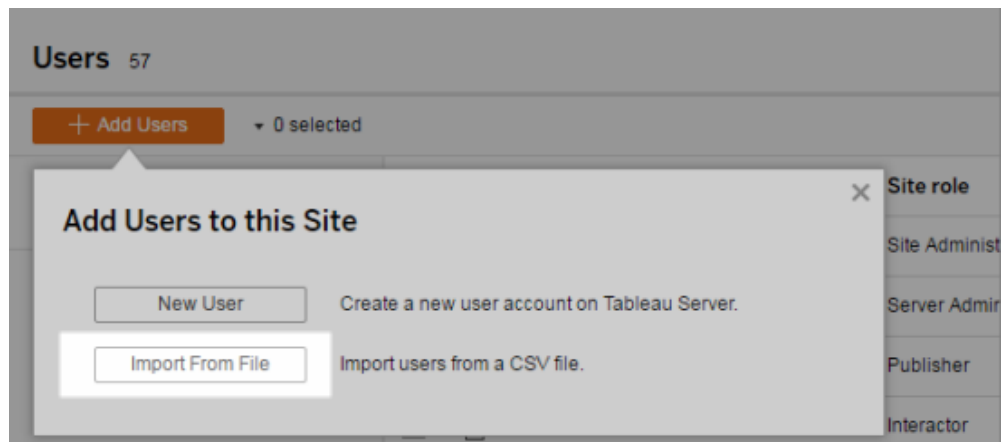 Users 57
+ Add Users 0 selected
Site role
Add Users to this Site
Site Administ
New User Create a new user account on Tableau Server.
Server Admin
Import From File Import users from a CSV file.
Publisher
Interactor